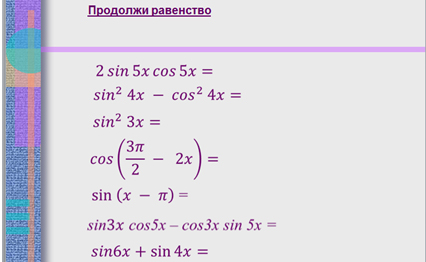 Продолжи равенство
2 sin 5x cos 5x =
sin² 4x − cos² 4x =
sin² 3x =
cos(3π/2 − 2x) =
sin (x − π) =
sin3x cos5x – cos3x sin 5x =
sin6x + sin 4x =